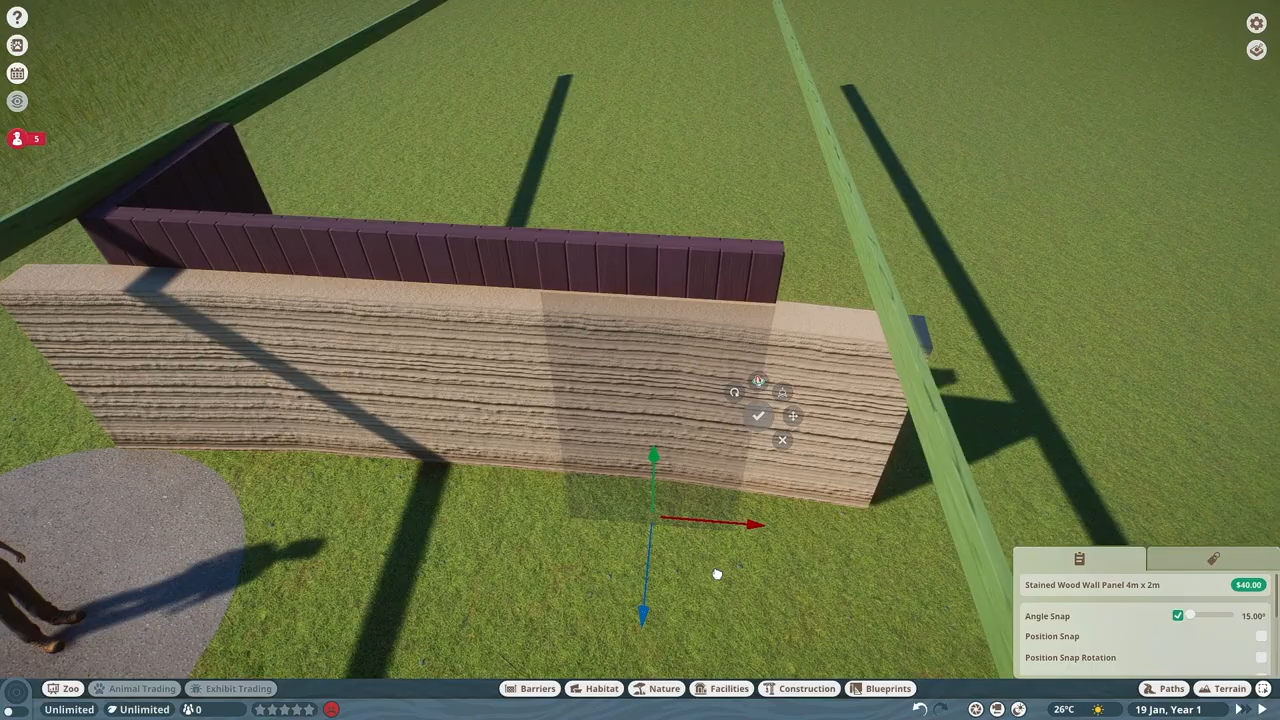 ?
5
Stained Wood Wall Panel 4m x 2m $40.00
Angle Snap 15.00°
Position Snap
Position Snap Rotation
Zoo Animal Trading Exhibit Trading Barriers Habitat Nature Facilities Construction Blueprints Paths Terrain
Unlimited Unlimited 0 26°C 19 Jan, Year 1